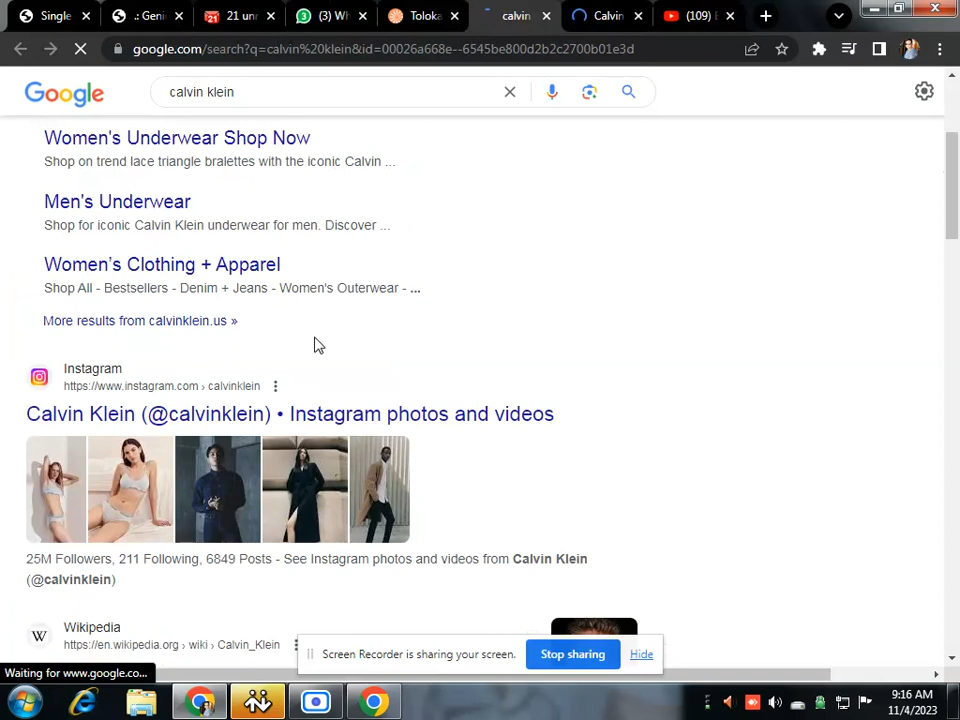 Single
.: Geni
21 unr
(3) Wh
Toloka
calvin
Calvin
(109) E
google.com/search?q=calvin%20klein&id=00026a668e--6545be800d2b2c2700b01e3d
Google
calvin klein
Women's Underwear Shop Now
Shop on trend lace triangle bralettes with the iconic Calvin ...
Men's Underwear
Shop for iconic Calvin Klein underwear for men. Discover ...
Women's Clothing + Apparel
Shop All - Bestsellers - Denim + Jeans - Women's Outerwear - ...
More results from calvinklein.us »
Instagram
https://www.instagram.com › calvinklein
Calvin Klein (@calvinklein) • Instagram photos and videos
25M Followers, 211 Following, 6849 Posts - See Instagram photos and videos from Calvin Klein
(@calvinklein)
W
Wikipedia
https://en.wikipedia.org › wiki › Calvin_Klein
Screen Recorder is sharing your screen.
Stop sharing
Hide
Waiting for www.google.co...
9:16 AM
11/4/2023